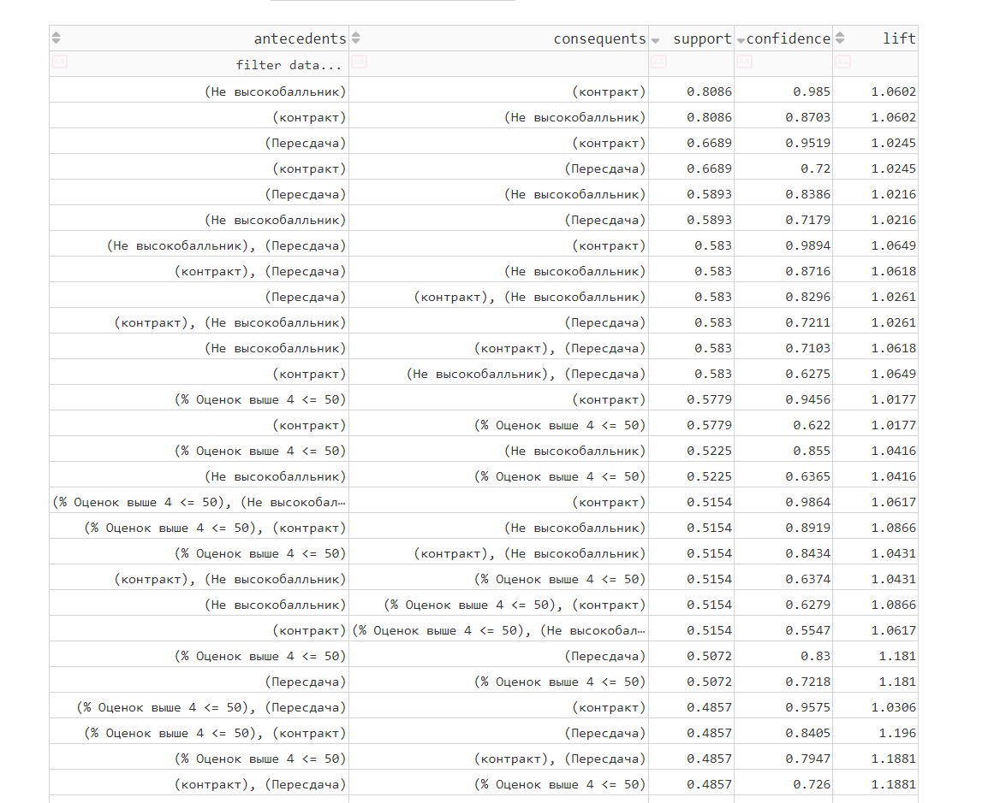 antecedents consequents support confidence lift
filter data...
(Не высокобалльник) (контракт) 0.8086 0.985 1.0602
(контракт) (Не высокобалльник) 0.8086 0.8703 1.0602
(Пересдача) (контракт) 0.6689 0.9519 1.0245
(контракт) (Пересдача) 0.6689 0.72 1.0245
(Пересдача) (Не высокобалльник) 0.5893 0.8386 1.0216
(Не высокобалльник) (Пересдача) 0.5893 0.7179 1.0216
(Не высокобалльник), (Пересдача) (контракт) 0.583 0.9894 1.0649
(контракт), (Пересдача) (Не высокобалльник) 0.583 0.8716 1.0618
(Пересдача) (контракт), (Не высокобалльник) 0.583 0.8296 1.0261
(контракт), (Не высокобалльник) (Пересдача) 0.583 0.7211 1.0261
(Не высокобалльник) (контракт), (Пересдача) 0.583 0.7103 1.0618
(контракт) (Не высокобалльник), (Пересдача) 0.583 0.6275 1.0649
(% Оценок выше 4 <= 50) (контракт) 0.5779 0.9456 1.0177
(контракт) (% Оценок выше 4 <= 50) 0.5779 0.622 1.0177
(% Оценок выше 4 <= 50) (Не высокобалльник) 0.5225 0.855 1.0416
(Не высокобалльник) (% Оценок выше 4 <= 50) 0.5225 0.6365 1.0416
(% Оценок выше 4 <= 50), (Не высокобал… (контракт) 0.5154 0.9864 1.0617
(% Оценок выше 4 <= 50), (контракт) (Не высокобалльник) 0.5154 0.8919 1.0866
(% Оценок выше 4 <= 50) (контракт), (Не высокобалльник) 0.5154 0.8434 1.0431
(контракт), (Не высокобалльник) (% Оценок выше 4 <= 50) 0.5154 0.6374 1.0431
(Не высокобалльник) (% Оценок выше 4 <= 50), (контракт) 0.5154 0.6279 1.0866
(контракт) (% Оценок выше 4 <= 50), (Не высокобал… 0.5154 0.5547 1.0617
(% Оценок выше 4 <= 50) (Пересдача) 0.5072 0.83 1.181
(Пересдача) (% Оценок выше 4 <= 50) 0.5072 0.7218 1.181
(% Оценок выше 4 <= 50), (Пересдача) (контракт) 0.4857 0.9575 1.0306
(% Оценок выше 4 <= 50), (контракт) (Пересдача) 0.4857 0.8405 1.196
(% Оценок выше 4 <= 50) (контракт), (Пересдача) 0.4857 0.7947 1.1881
(контракт), (Пересдача) (% Оценок выше 4 <= 50) 0.4857 0.726 1.1881